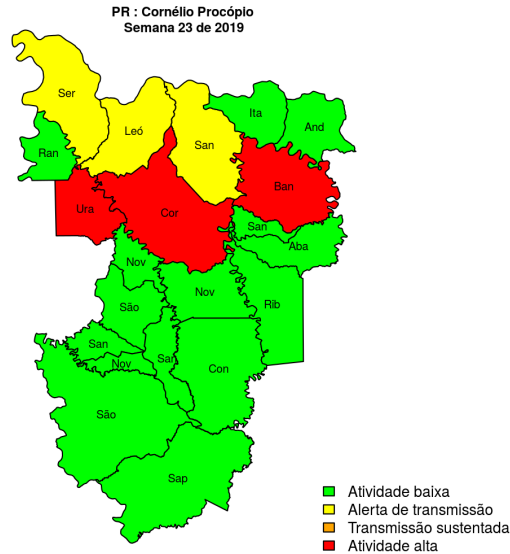 PR : Cornélio Procópio
Semana 23 de 2019
Ser
Ita
And
Leó
San
Ran
Ban
Ura
Cor
San
Aba
Nov
Nov
Rib
São
San
San
Nov
Con
São
Sap
Atividade baixa
Alerta de transmissão
Transmissão sustentada
Atividade alta